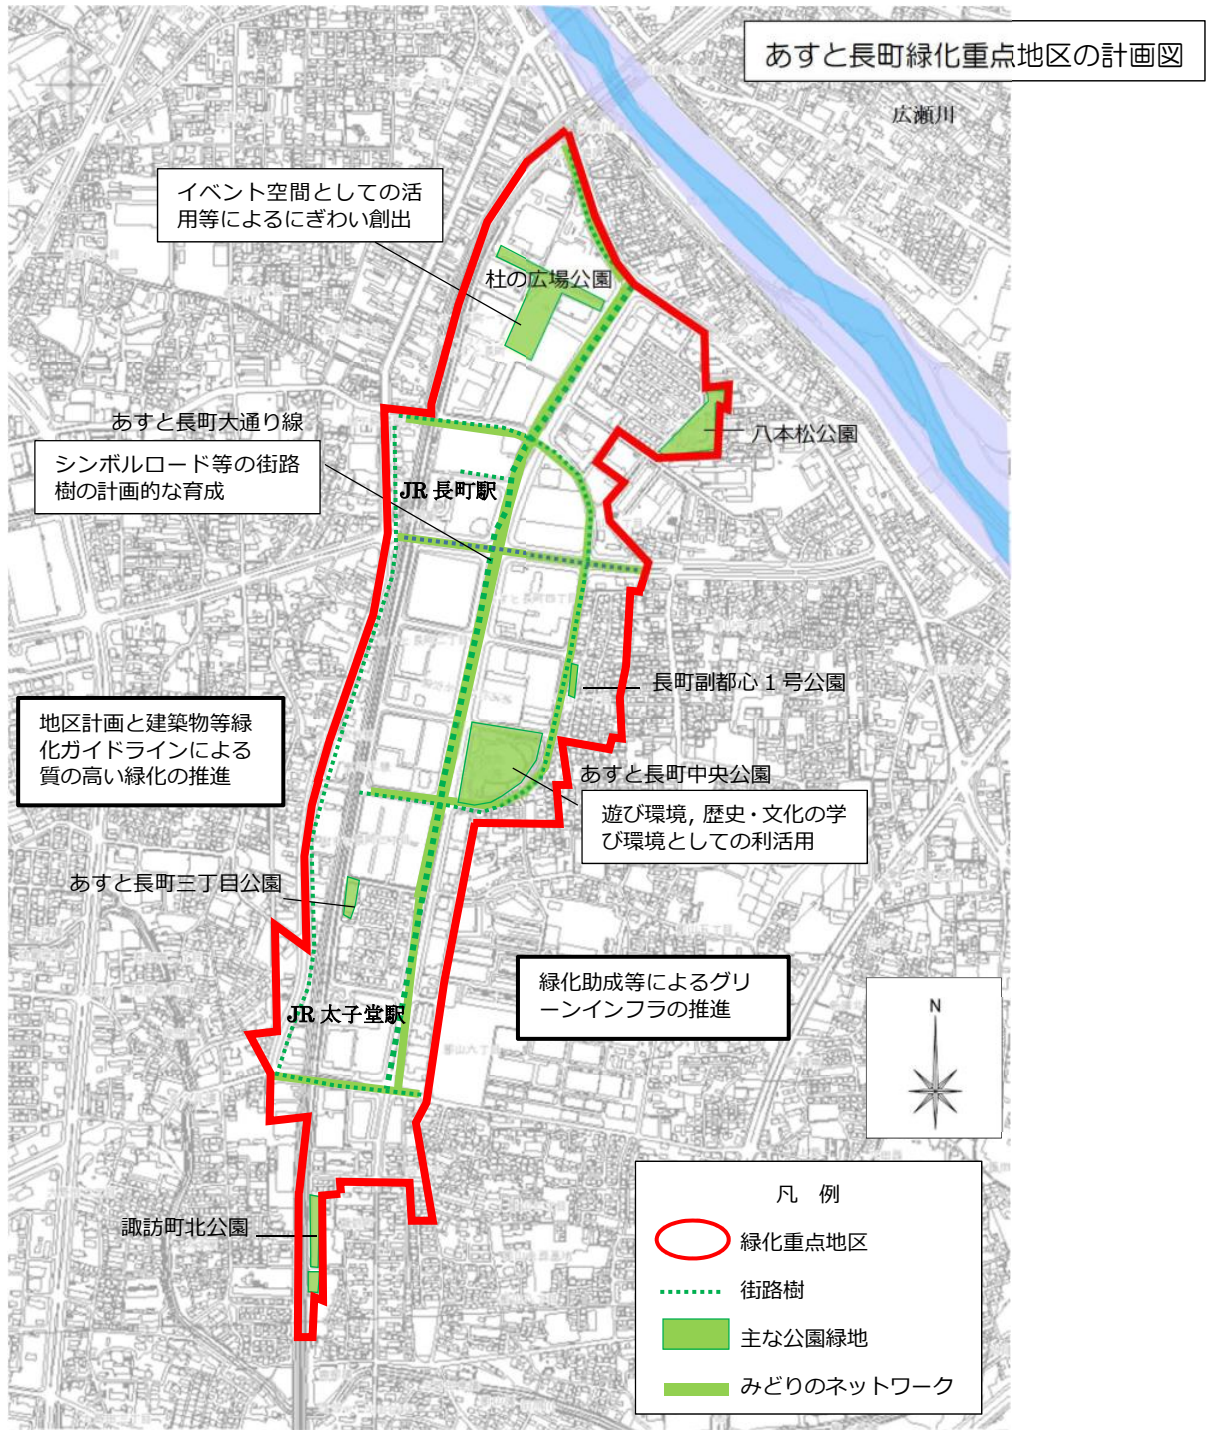 あすと長町緑化重点地区の計画図
広瀬川
イベント空間としての活
用等によるにぎわい創出
杜の広場公園
あすと長町大通り線
八本松公園
シンボルロード等の街路
樹の計画的な育成
JR 長町駅
長町副都心１号公園
地区計画と建築物等緑
化ガイドラインによる
質の高い緑化の推進
あすと長町中央公園
遊び環境，歴史・文化の学
び環境としての利活用
あすと長町三丁目公園
緑化助成等によるグリ
ーンインフラの推進
JR 太子堂駅
N
諏訪町北公園
凡　例
緑化重点地区
街路樹
主な公園緑地
みどりのネットワーク